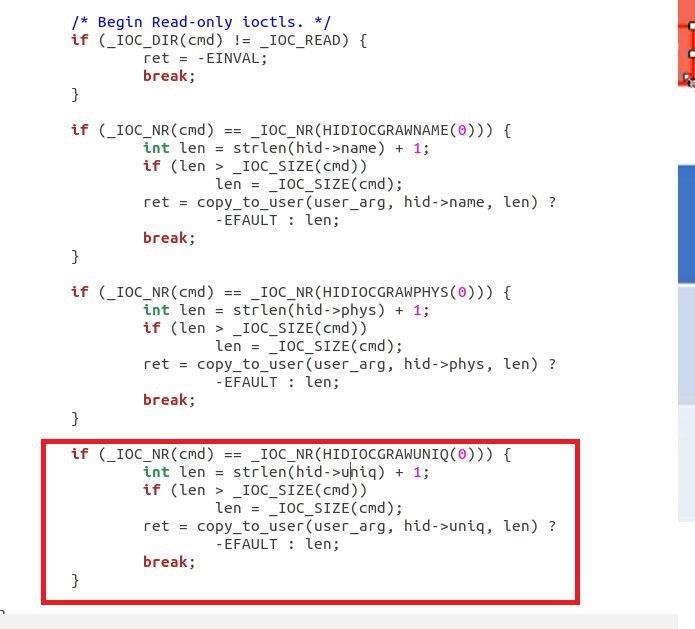 /* Begin Read-only ioctls. */
if (_IOC_DIR(cmd) != _IOC_READ) {
ret = -EINVAL;
break;
}
if (_IOC_NR(cmd) == _IOC_NR(HIDIOCGRAWNAME(0))) {
int len = strlen(hid->name) + 1;
if (len > _IOC_SIZE(cmd))
len = _IOC_SIZE(cmd);
ret = copy_to_user(user_arg, hid->name, len) ?
-EFAULT : len;
break;
}
if (_IOC_NR(cmd) == _IOC_NR(HIDIOCGRAWPHYS(0))) {
int len = strlen(hid->phys) + 1;
if (len > _IOC_SIZE(cmd))
len = _IOC_SIZE(cmd);
ret = copy_to_user(user_arg, hid->phys, len) ?
-EFAULT : len;
break;
}
if (_IOC_NR(cmd) == _IOC_NR(HIDIOCGRAWUNIQ(0))) {
int len = strlen(hid->uniq) + 1;
if (len > _IOC_SIZE(cmd))
len = _IOC_SIZE(cmd);
ret = copy_to_user(user_arg, hid->uniq, len) ?
-EFAULT : len;
break;
}